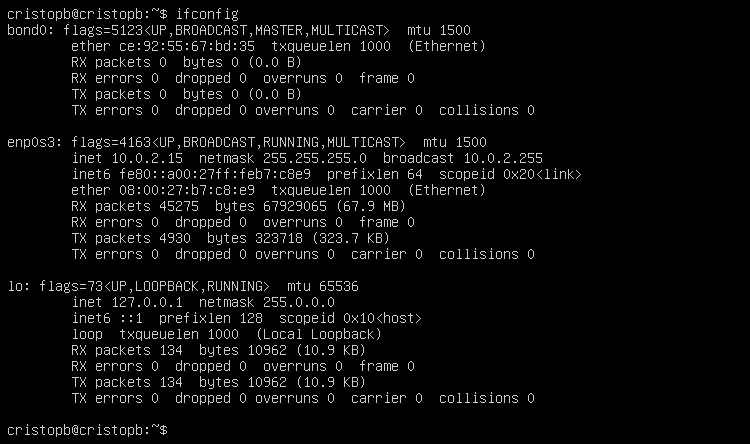 cristopb@cristopb:~$ ifconfig
bond0: flags=5123<UP,BROADCAST,MASTER,MULTICAST>  mtu 1500
        ether ce:92:55:67:bd:35  txqueuelen 1000  (Ethernet)
        RX packets 0  bytes 0 (0.0 B)
        RX errors 0  dropped 0  overruns 0  frame 0
        TX packets 0  bytes 0 (0.0 B)
        TX errors 0  dropped 0 overruns 0  carrier 0  collisions 0

enp0s3: flags=4163<UP,BROADCAST,RUNNING,MULTICAST>  mtu 1500
        inet 10.0.2.15  netmask 255.255.255.0  broadcast 10.0.2.255
        inet6 fe80::a00:27ff:feb7:c8e9  prefixlen 64  scopeid 0x20<link>
        ether 08:00:27:b7:c8:e9  txqueuelen 1000  (Ethernet)
        RX packets 45275  bytes 67929065 (67.9 MB)
        RX errors 0  dropped 0  overruns 0  frame 0
        TX packets 4930  bytes 323718 (323.7 KB)
        TX errors 0  dropped 0 overruns 0  carrier 0  collisions 0

lo: flags=73<UP,LOOPBACK,RUNNING>  mtu 65536
        inet 127.0.0.1  netmask 255.0.0.0
        inet6 ::1  prefixlen 128  scopeid 0x10<host>
        loop  txqueuelen 1000  (Local Loopback)
        RX packets 134  bytes 10962 (10.9 KB)
        RX errors 0  dropped 0  overruns 0  frame 0
        TX packets 134  bytes 10962 (10.9 KB)
        TX errors 0  dropped 0 overruns 0  carrier 0  collisions 0

cristopb@cristopb:~$